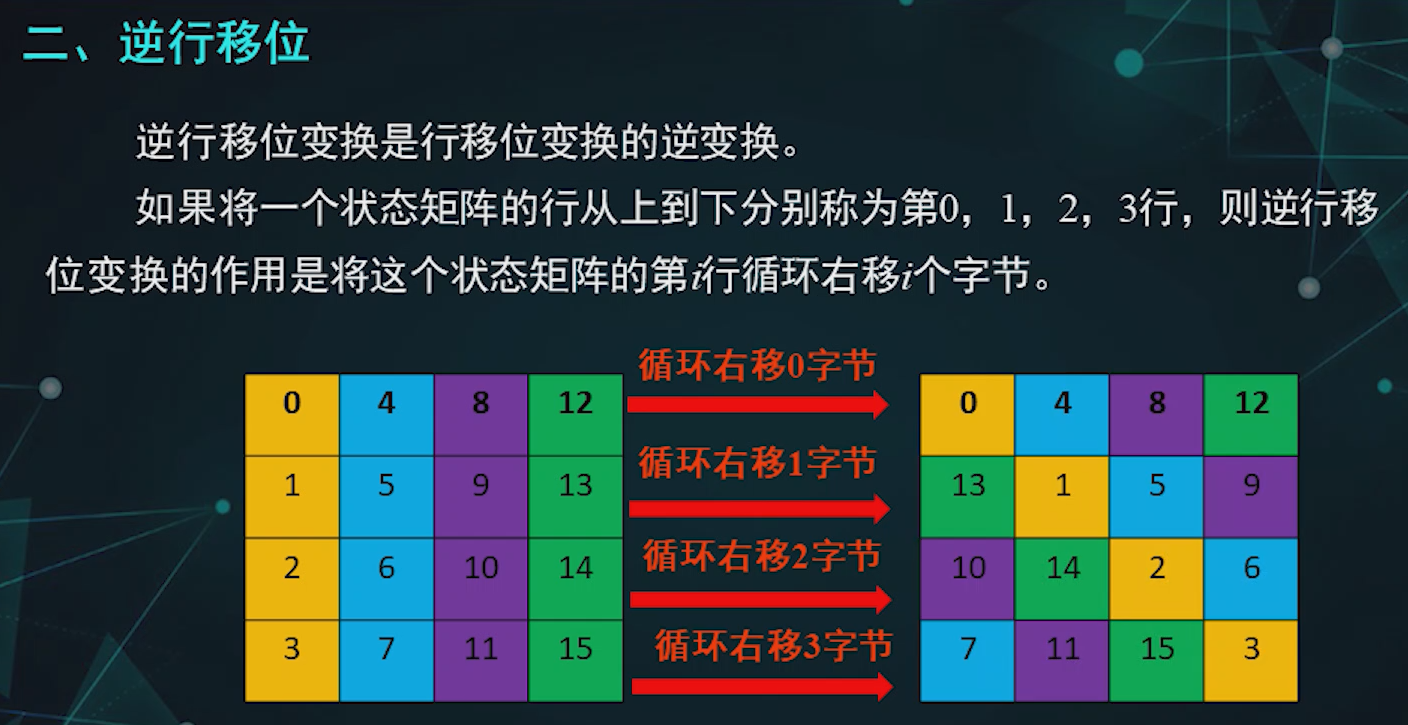 二、逆行移位
逆行移位变换是行移位变换的逆变换。
如果将一个状态矩阵的行从上到下分别称为第0，1，2，3行，则逆行移
位变换的作用是将这个状态矩阵的第i行循环右移i个字节。
0 4 8 12 循环右移0字节 0 4 8 12
1 5 9 13 循环右移1字节 13 1 5 9
2 6 10 14 循环右移2字节 10 14 2 6
3 7 11 15 循环右移3字节 7 11 15 3